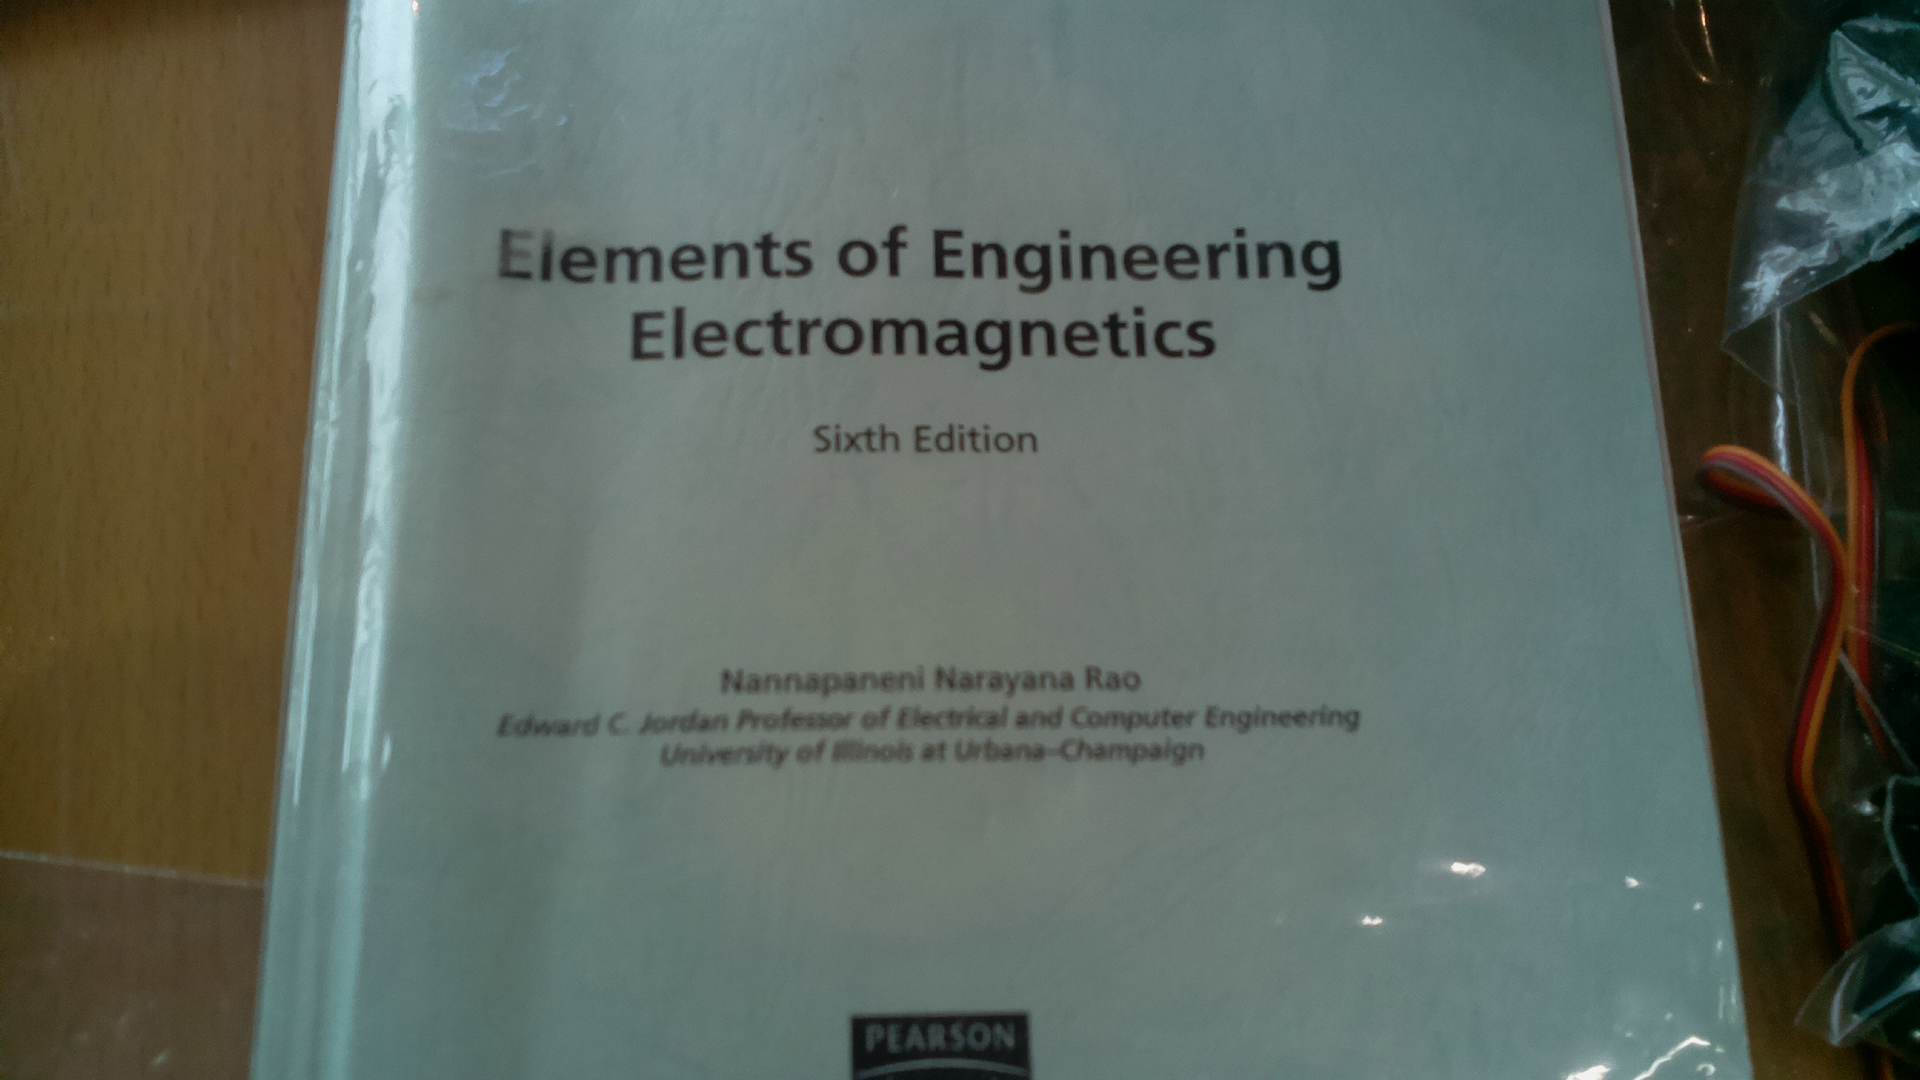 Elements of Engineering
Electromagnetics
Sixth Edition
Nannapaneni Narayana Rao
Edward C. Jordan Professor of Electrical and Computer Engineering
University of Illinois at Urbana–Champaign
PEARSON